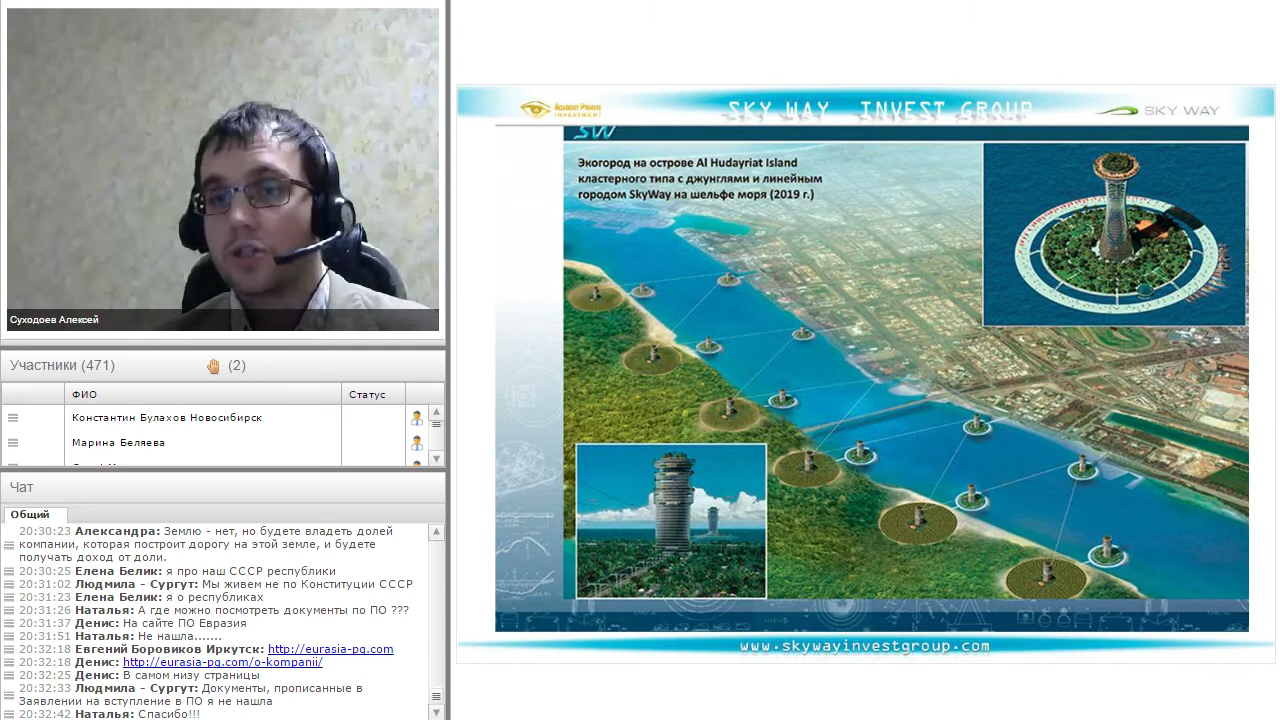 Суходоев Алексей
Участники (471)
(2)
ФИО
Статус
Константин Булахов Новосибирск
Марина Беляева
Чат
Общий
20:30:23 Александра: Землю - нет, но будете владеть долей
компании, которая построит дорогу на этой земле, и будете
получать доход от доли.
20:30:25 Елена Белик: я про наш СССР республики
20:31:02 Людмила - Сургут: Мы живем не по Конституции СССР
20:31:23 Елена Белик: я о республиках
20:31:26 Наталья: А где можно посмотреть документы по ПО ???
20:31:37 Денис: На сайте ПО Евразия
20:31:51 Наталья: Не нашла.......
20:32:18 Евгений Боровиков Иркутск: http://eurasia-pg.com
20:32:18 Денис: http://eurasia-pg.com/o-kompanii/
20:32:25 Денис: В самом низу страницы
20:32:33 Людмила - Сургут: Документы, прописанные в
Заявлении на вступление в ПО я не нашла
20:32:42 Наталья: Спасибо!!!
ACADEMY PRIVATE
INVESTMENT
SKY WAY INVEST GROUP
SKY WAY
SW
Экогород на острове Al Hudayriat Island
кластерного типа с джунглями и линейным
городом SkyWay на шельфе моря (2019 г.)
www.skywayinvestgroup.com